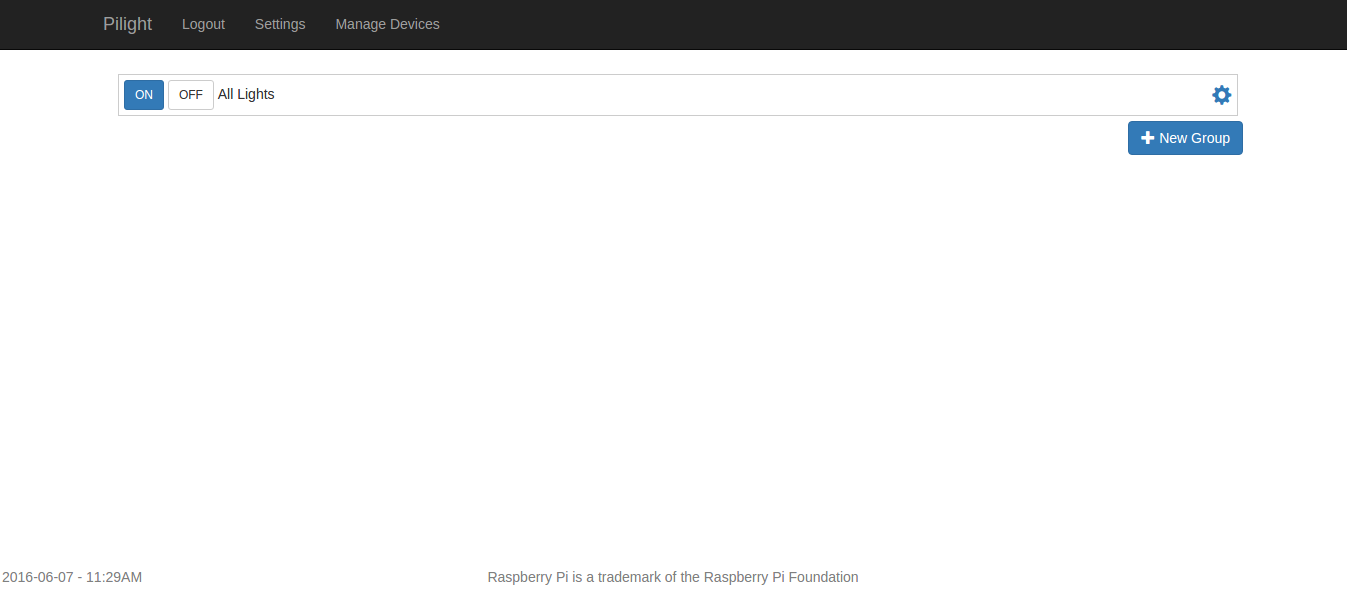 Pilight Logout Settings Manage Devices
ON OFF All Lights
New Group
2016-06-07 - 11:29AM Raspberry Pi is a trademark of the Raspberry Pi Foundation